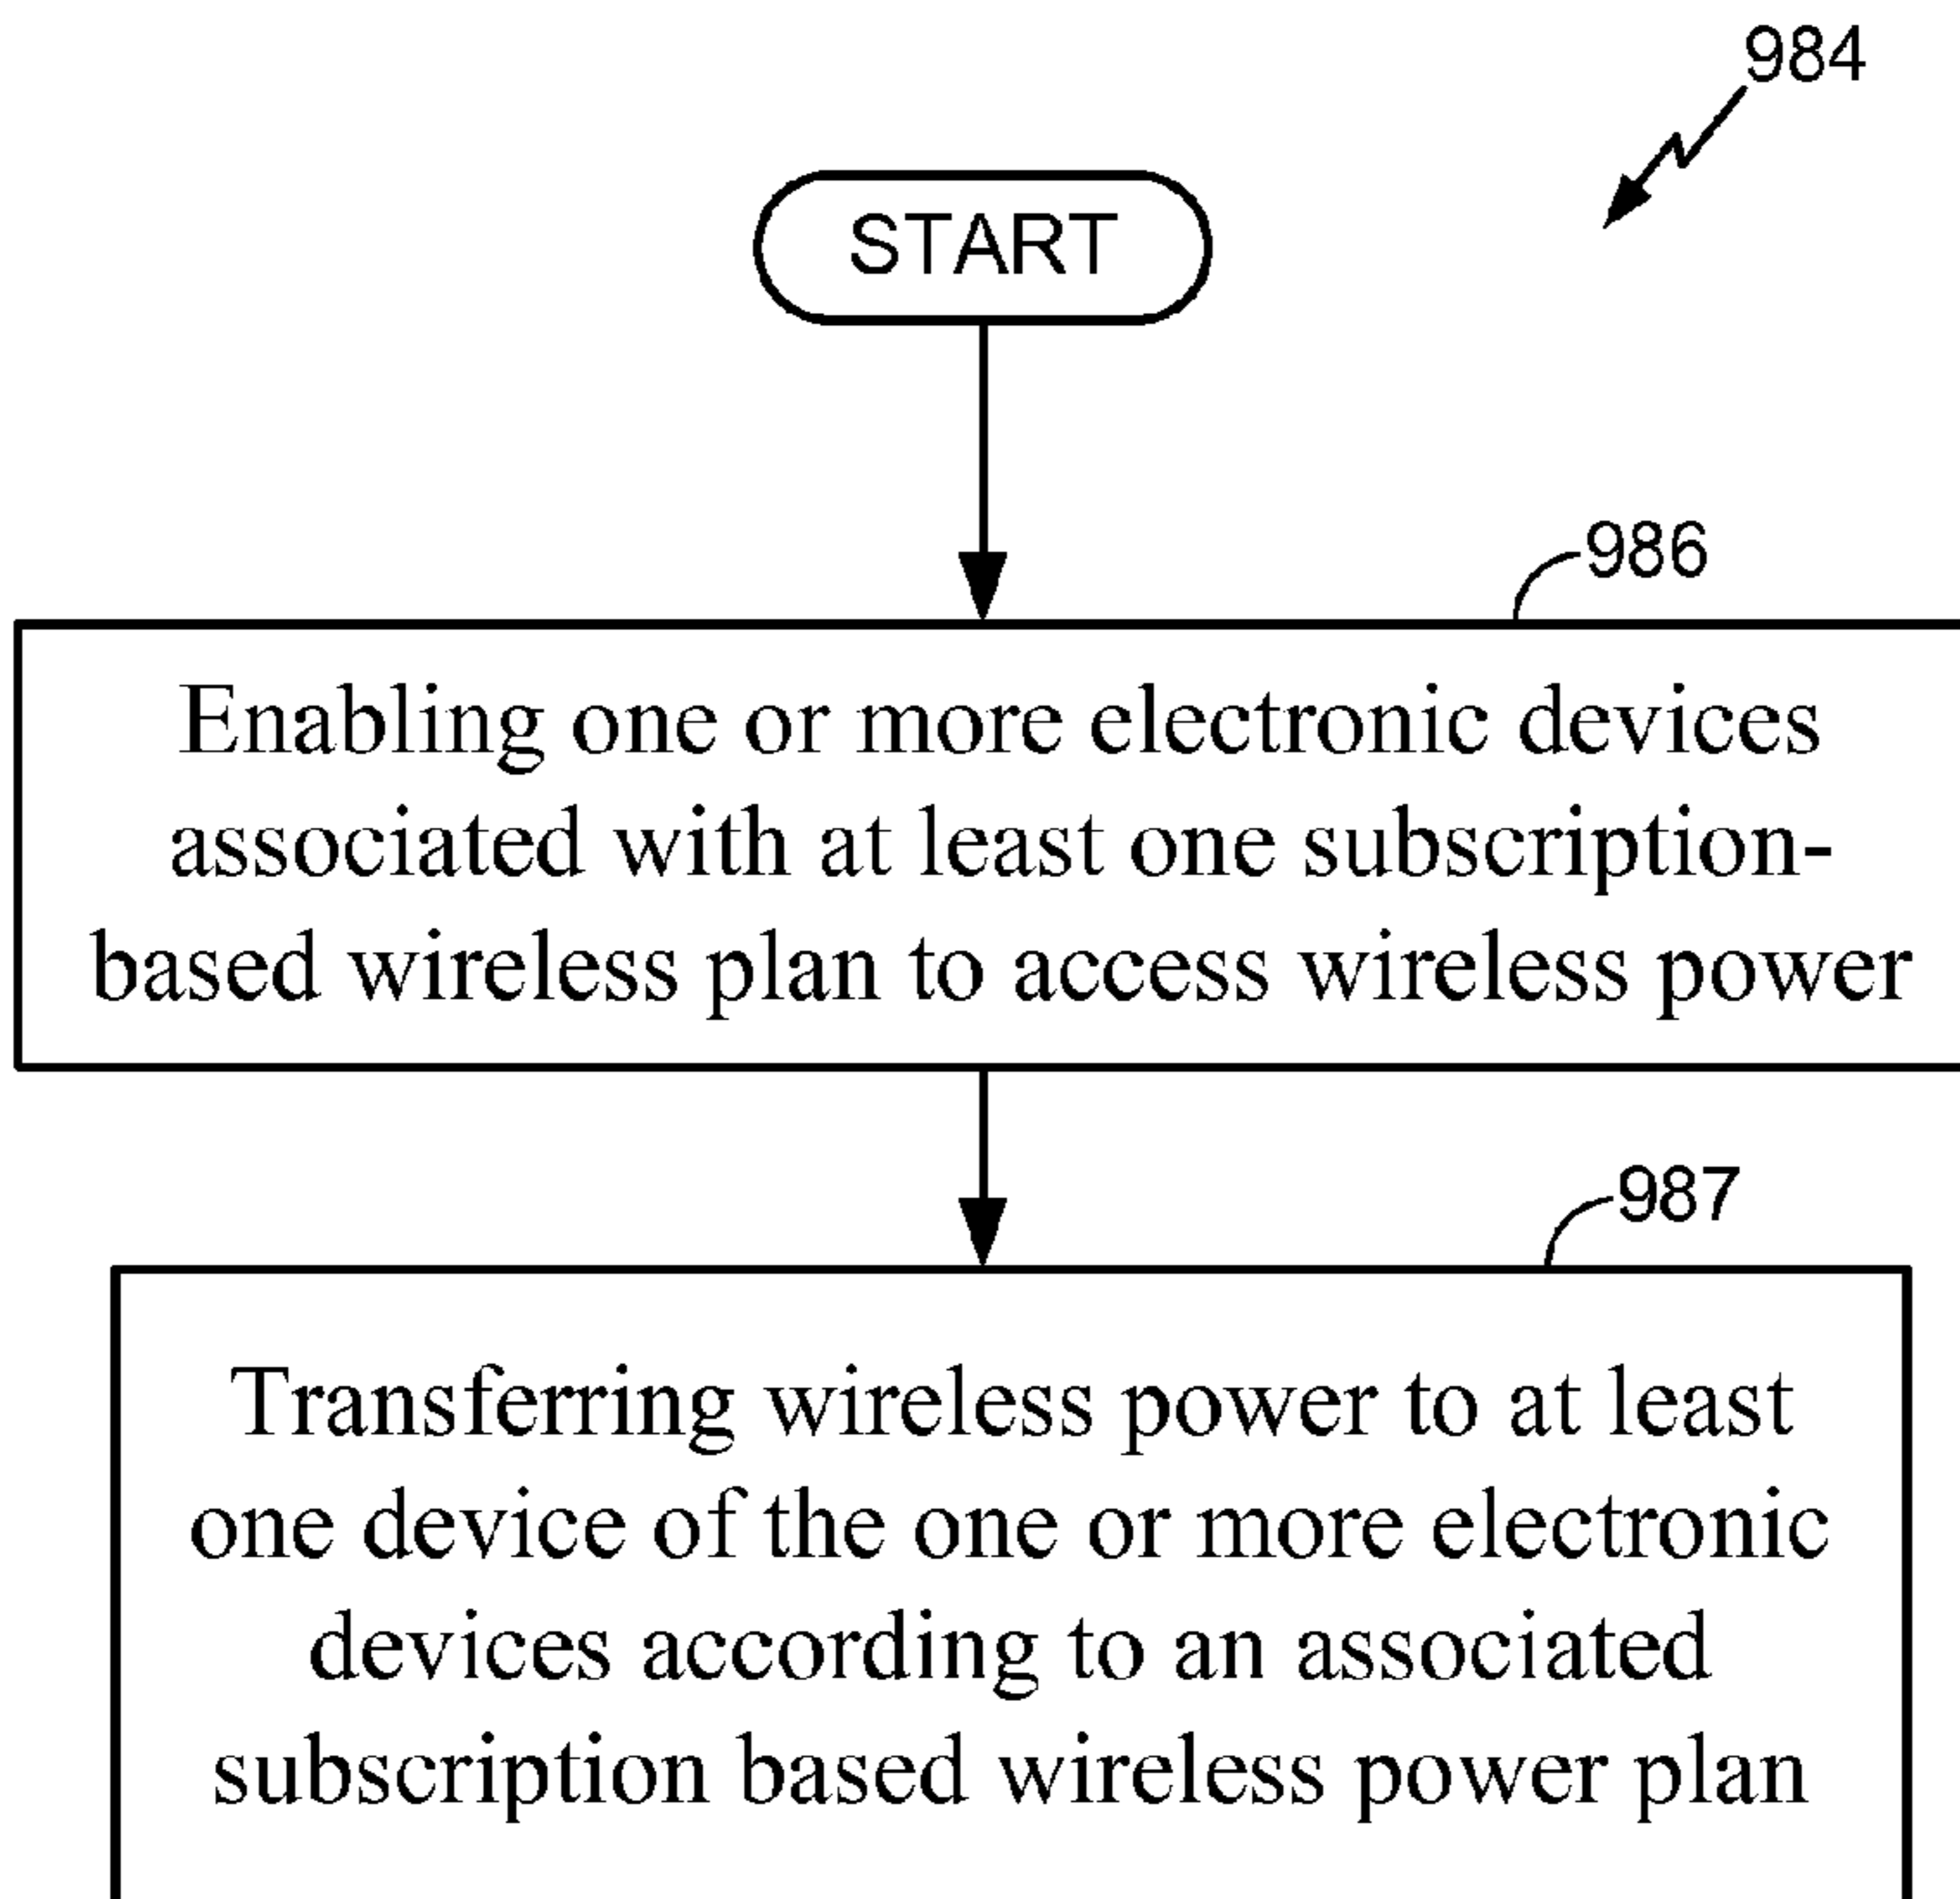 984
START
986
Enabling one or more electronic devices
associated with at least one subscription-
based wireless plan to access wireless power
987
Transferring wireless power to at least
one device of the one or more electronic
devices according to an associated
subscription based wireless power plan